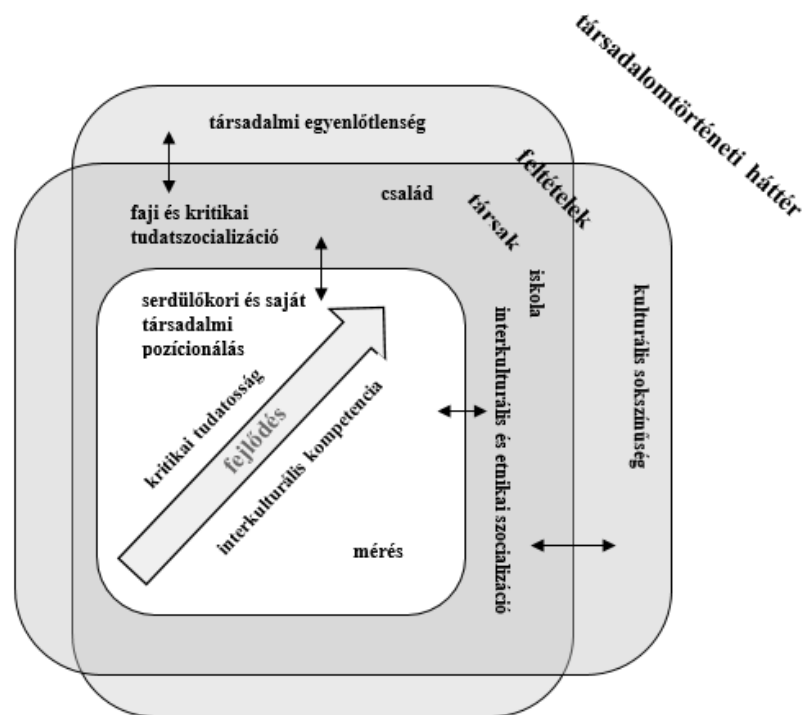 társadalomtörténeti háttér
társadalmi egyenlőtlenség
feltételek
család
társak
faji és kritikai
tudatszocializáció
iskola
serdülőkori és saját
társadalmi
pozícionálás
kulturális sokszínűség
interkulturális és etnikai szocializáció
kritikai tudatosság
fejlődés
interkulturális kompetencia
mérés